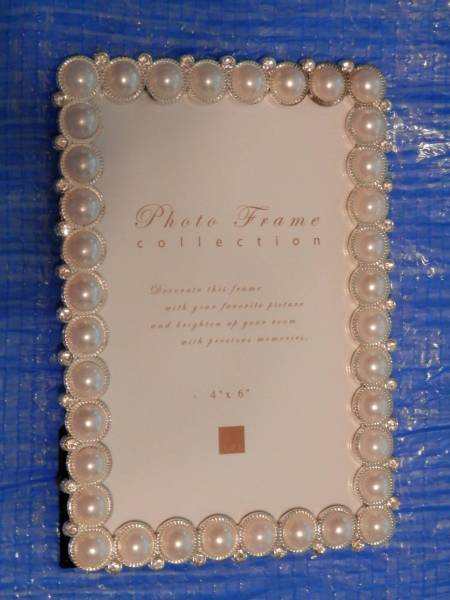 Photo Frame
collection
Decorate this frame
with your favorite picture
and heighten up your room
with precious memories.
4"x 6"